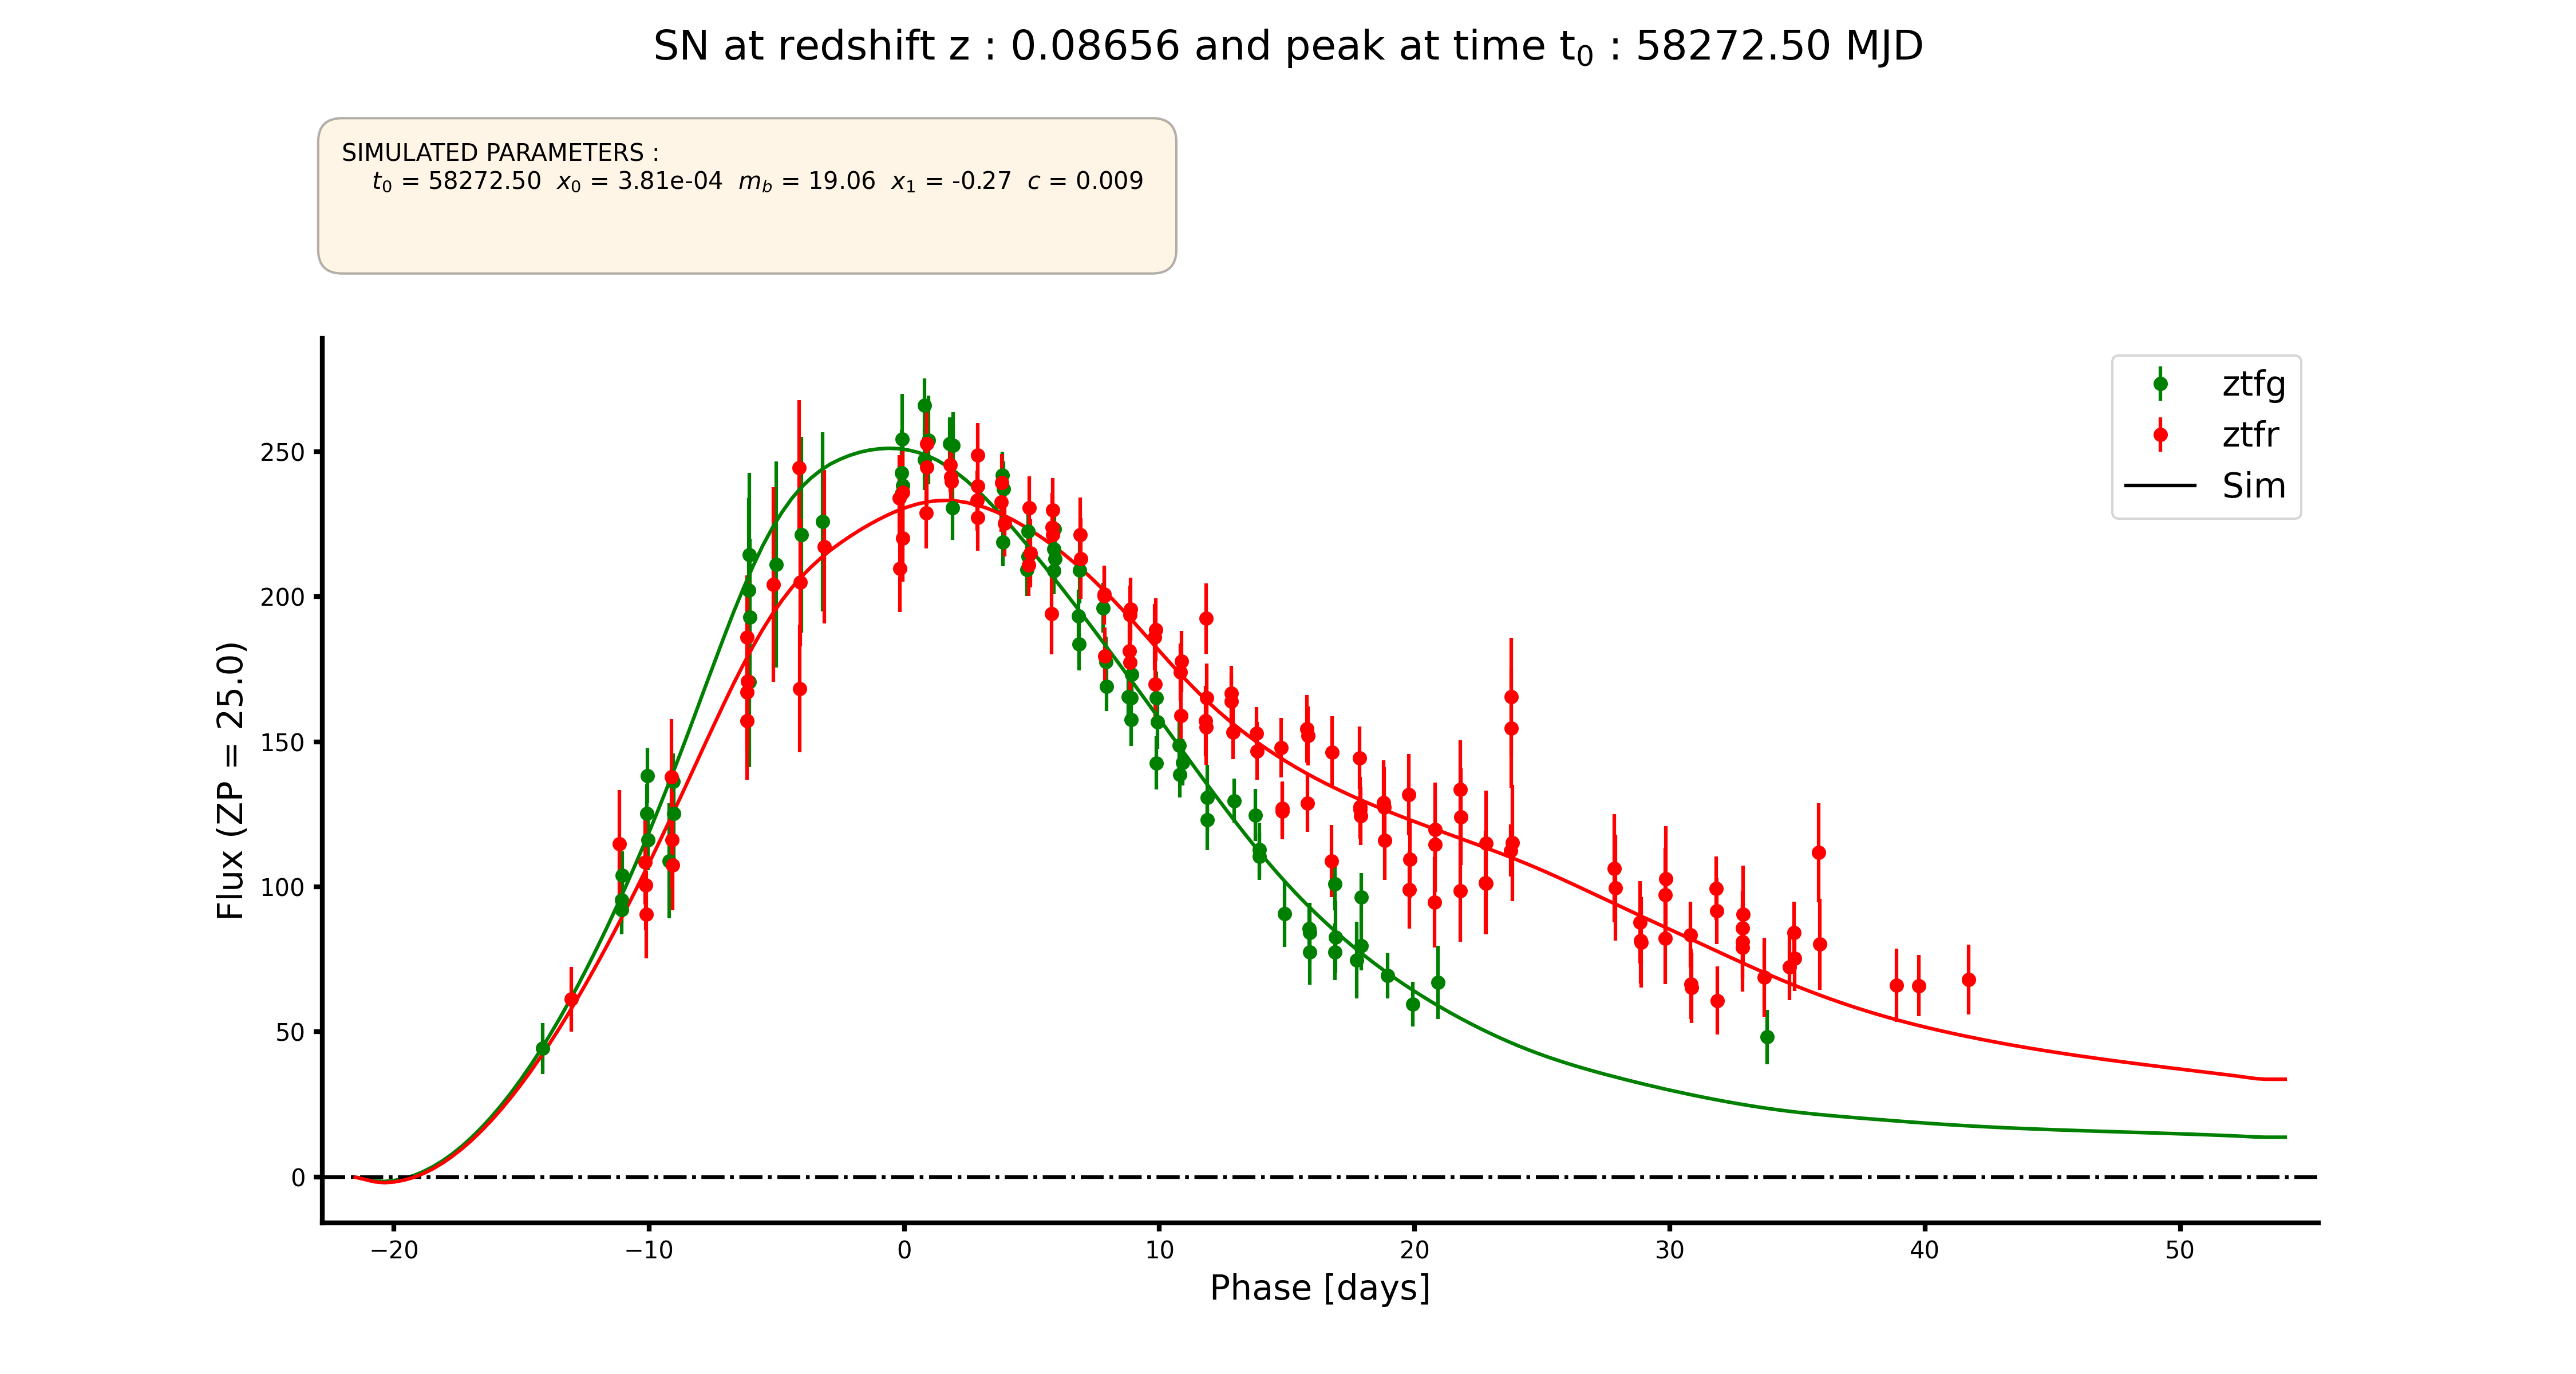 SN at redshift z : 0.08656 and peak at time t₀ : 58272.50 MJD
SIMULATED PARAMETERS :
t₀ = 58272.50 x₀ = 3.81e-04 m_b = 19.06 x₁ = -0.27 c = 0.009
ztfg
ztfr
Sim
Flux (ZP = 25.0)
250
200
150
100
50
0
−20 −10 0 10 20 30 40 50
Phase [days]